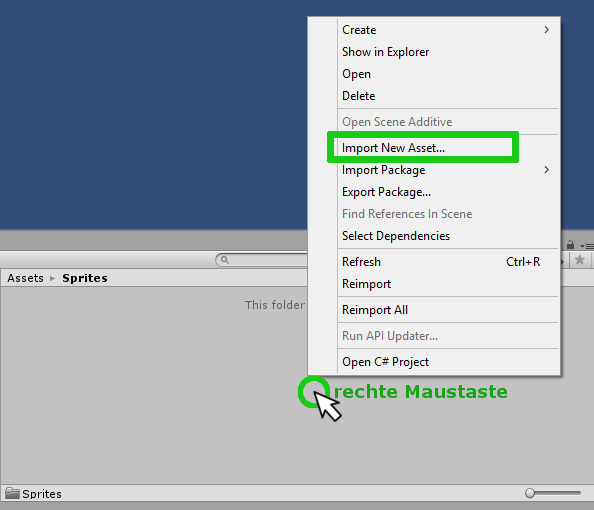 Create
Show in Explorer
Open
Delete
Open Scene Additive
Import New Asset...
Import Package
Export Package...
Find References In Scene
Select Dependencies
Refresh Ctrl+R
Reimport
Reimport All
Run API Updater...
Open C# Project
Assets Sprites
This folder
rechte Maustaste
Sprites